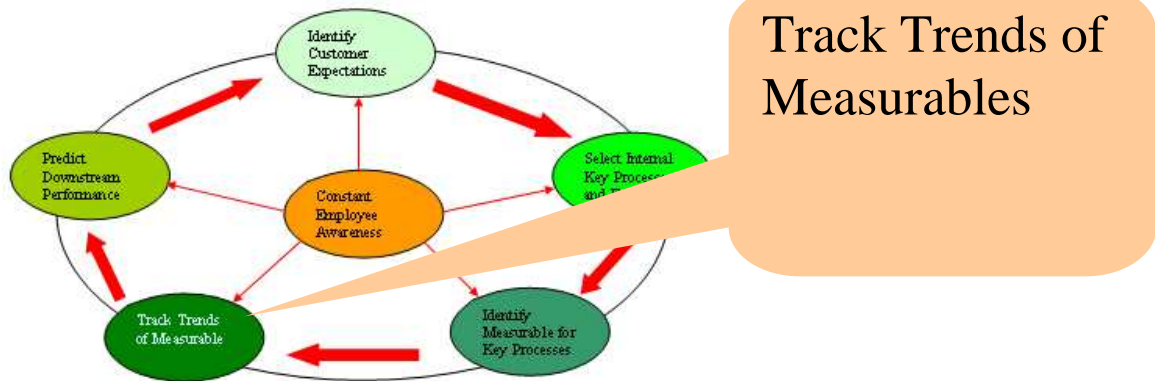 Track Trends of
Measurables
Identify
Customer
Expectations
Predict
Downstream
Performance
Select Internal
Key
and
Constant
Employee
Awareness
Track Trends
of Measurable
Identify
Measurable for
Key Processes